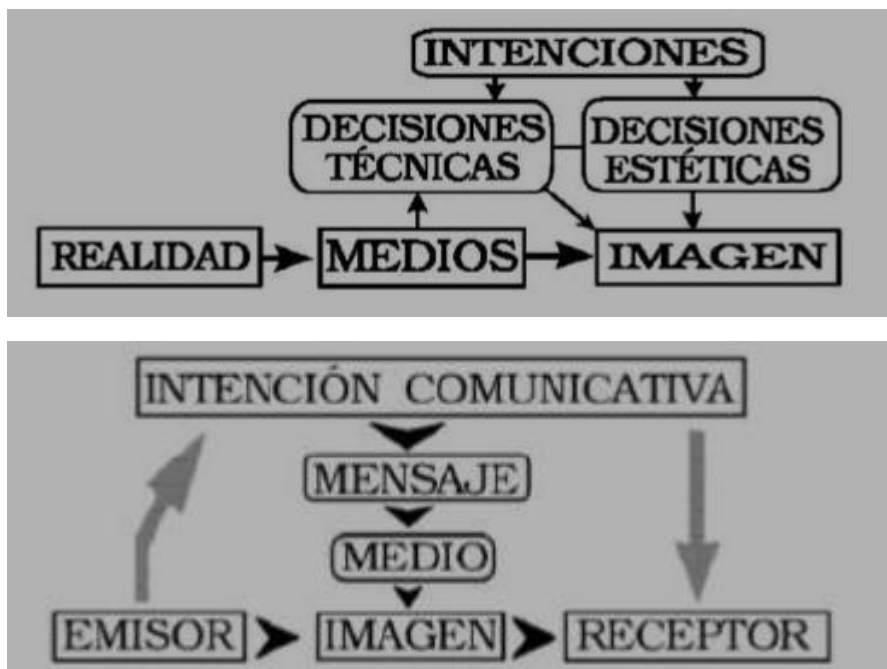 INTENCIONES
DECISIONES
TÉCNICAS
DECISIONES
ESTÉTICAS
REALIDAD
MEDIOS
IMAGEN
INTENCIÓN COMUNICATIVA
MENSAJE
MEDIO
EMISOR
IMAGEN
RECEPTOR